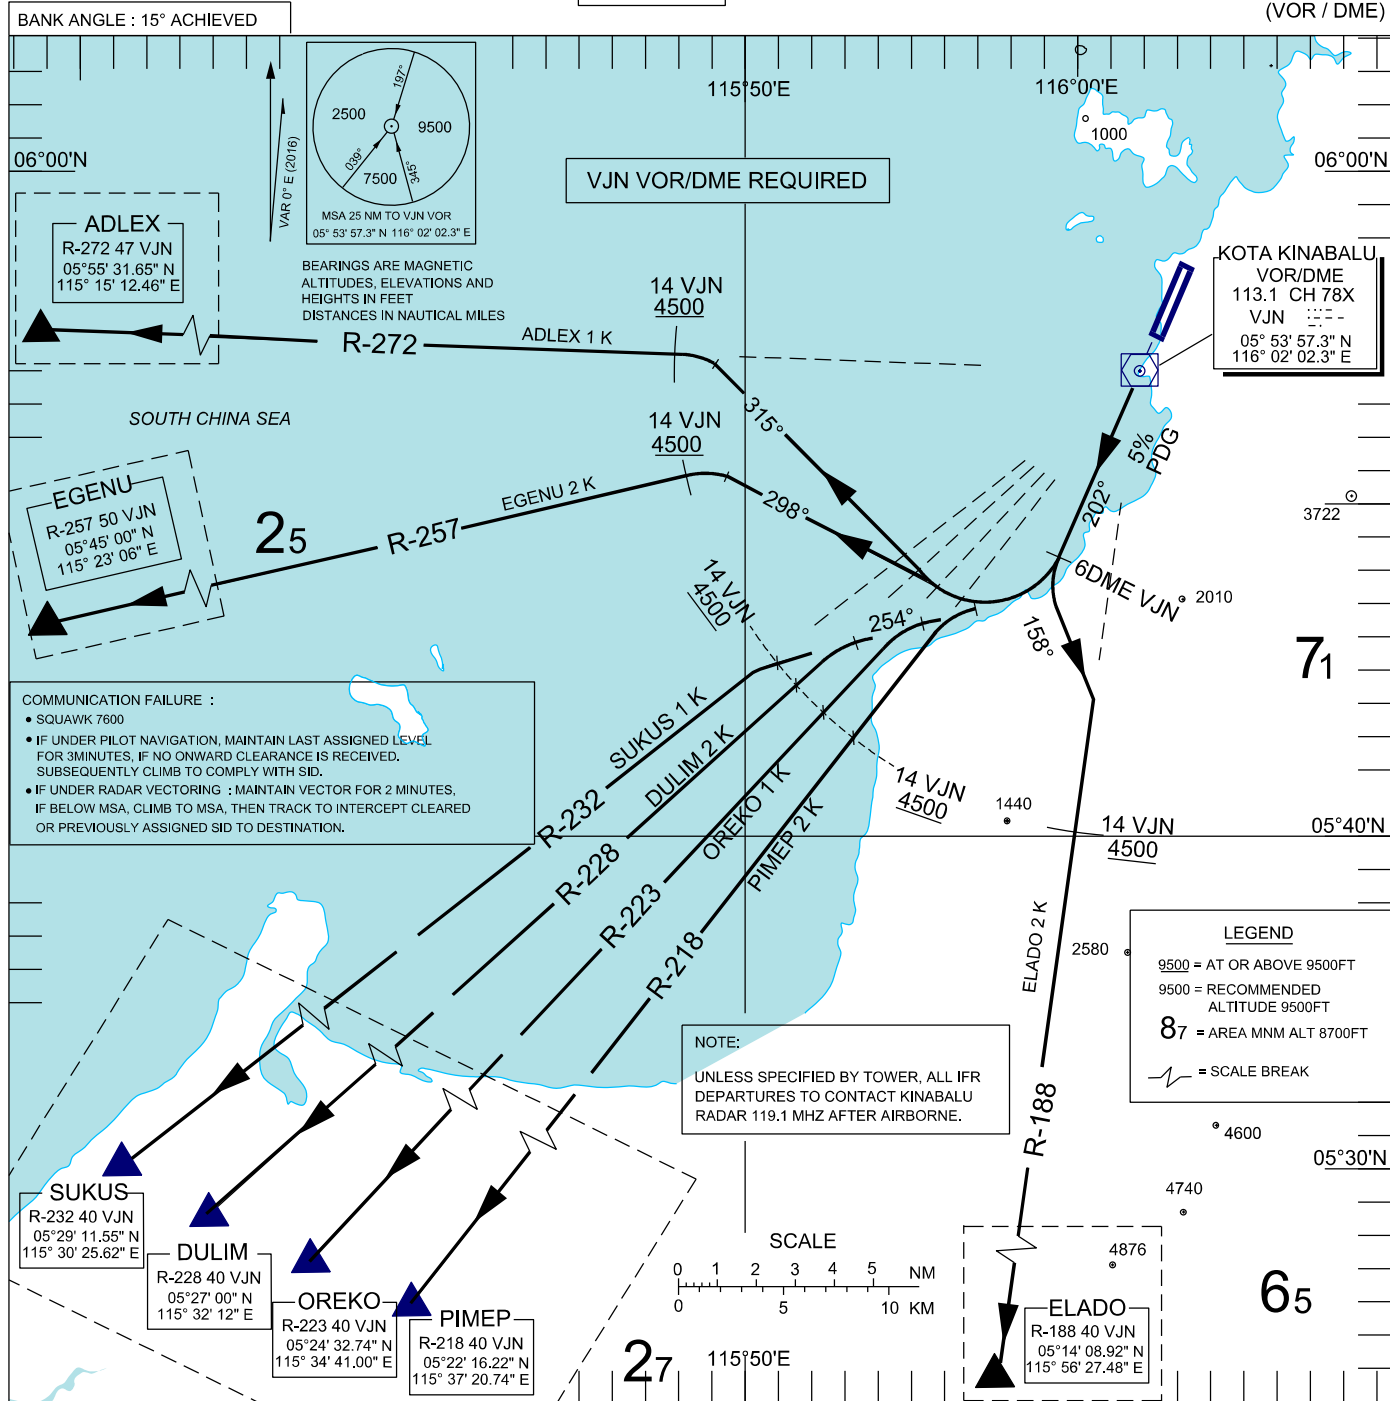 BANK ANGLE : 15° ACHIEVED
(VOR / DME)
115°50'E
116°00'E
06°00'N
06°00'N
197°
2500
9500
039°
345°
7500
MSA 25 NM TO VJN VOR
05° 53' 57.3" N 116° 02' 02.3" E
VAR 0° E (2016)
1000
VJN VOR/DME REQUIRED
ADLEX
R-272 47 VJN
05°55' 31.65" N
115° 15' 12.46" E
BEARINGS ARE MAGNETIC
ALTITUDES, ELEVATIONS AND
HEIGHTS IN FEET
DISTANCES IN NAUTICAL MILES
KOTA KINABALU
VOR/DME
113.1 CH 78X
VJN
05° 53' 57.3" N
116° 02' 02.3" E
14 VJN
4500
R-272
ADLEX 1 K
315°
SOUTH CHINA SEA
14 VJN
4500
5%
PDG
202°
EGENU
R-257 50 VJN
05°45' 00" N
115° 23' 06" E
25
R-257
EGENU 2 K
298°
3722
6DME VJN
2010
14 VJN
4500
254°
158°
71
COMMUNICATION FAILURE :
• SQUAWK 7600
• IF UNDER PILOT NAVIGATION, MAINTAIN LAST ASSIGNED LEVEL
FOR 3MINUTES, IF NO ONWARD CLEARANCE IS RECEIVED.
SUBSEQUENTLY CLIMB TO COMPLY WITH SID.
• IF UNDER RADAR VECTORING : MAINTAIN VECTOR FOR 2 MINUTES,
IF BELOW MSA, CLIMB TO MSA, THEN TRACK TO INTERCEPT CLEARED
OR PREVIOUSLY ASSIGNED SID TO DESTINATION.
SUKUS 1 K
DULIM 2 K
OREKO 1 K
PIMEP 2 K
14 VJN
4500
1440
14 VJN
4500
05°40'N
R-232
R-228
R-223
R-218
ELADO 2 K
2580
LEGEND
9500 = AT OR ABOVE 9500FT
9500 = RECOMMENDED
ALTITUDE 9500FT
87 = AREA MNM ALT 8700FT
= SCALE BREAK
NOTE:
UNLESS SPECIFIED BY TOWER, ALL IFR
DEPARTURES TO CONTACT KINABALU
RADAR 119.1 MHZ AFTER AIRBORNE.
R-188
4600
05°30'N
4740
SUKUS
R-232 40 VJN
05°29' 11.55" N
115° 30' 25.62" E
DULIM
R-228 40 VJN
05°27' 00" N
115° 32' 12" E
OREKO
R-223 40 VJN
05°24' 32.74" N
115° 34' 41.00" E
PIMEP
R-218 40 VJN
05°22' 16.22" N
115° 37' 20.74" E
SCALE
0 1 2 3 4 5 NM
0 5 10 KM
4876
65
ELADO
R-188 40 VJN
05°14' 08.92" N
115° 56' 27.48" E
27
115°50'E